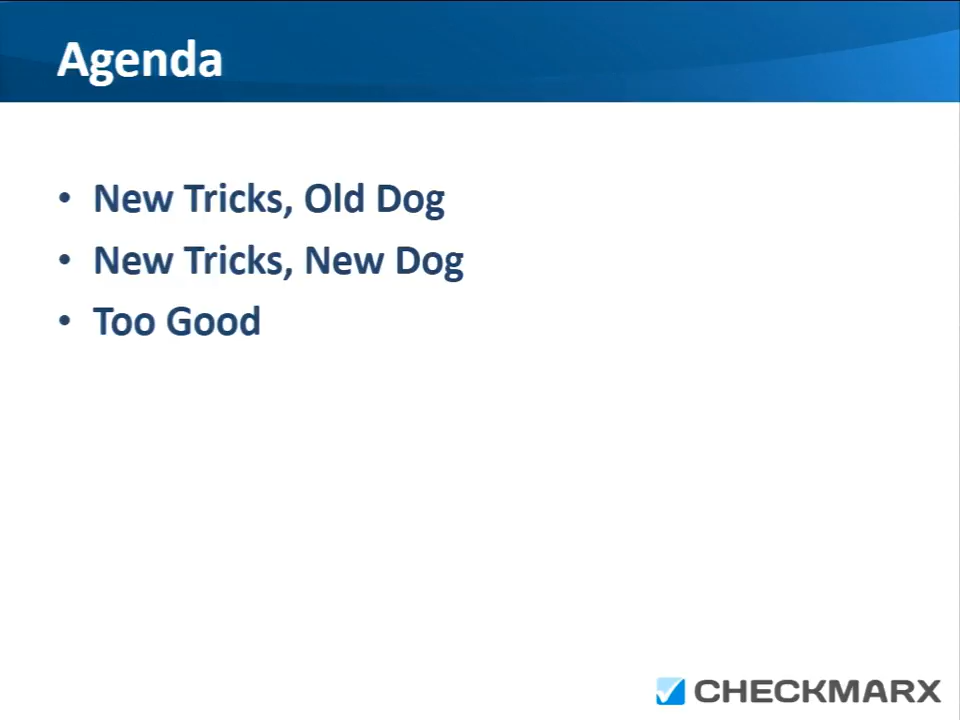 Agenda
• New Tricks, Old Dog
• New Tricks, New Dog
• Too Good
CHECKMARX